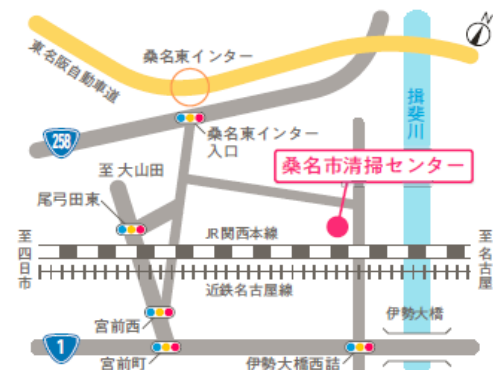 N
桑名東インター
東名阪自動車道
揖斐川
258
桑名東インター
入口
桑名市清掃センター
至 大山田
尾弓田東
JR関西本線
至四日市
至名古屋
近鉄名古屋線
宮前西
伊勢大橋
1
宮前町
伊勢大橋西詰